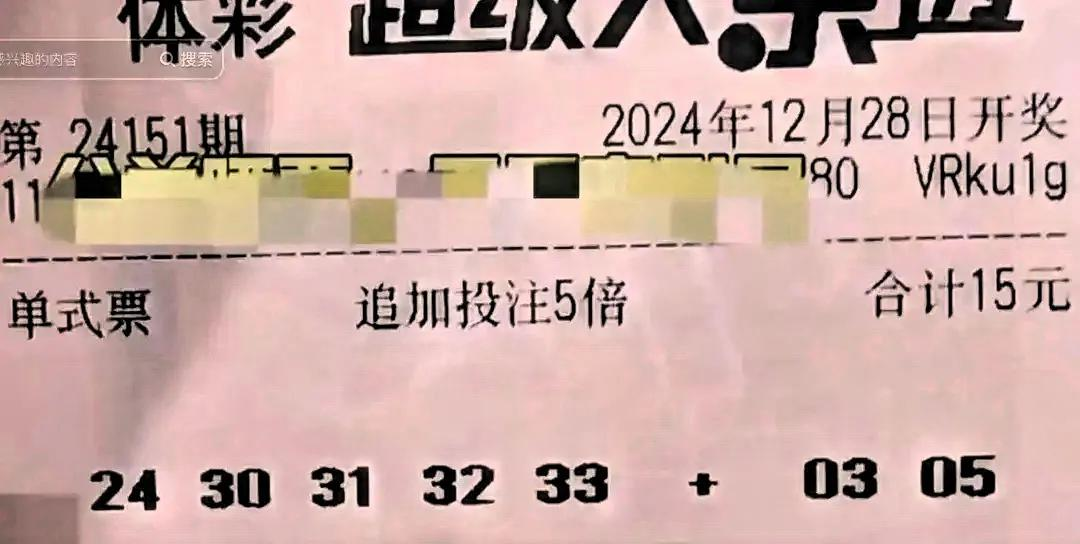 体彩 超级大乐透
感兴趣的内容 搜索
第 24151期 2024年12月28日开奖
11 80 VRku1g
单式票 追加投注5倍 合计15元
24 30 31 32 33 + 03 05